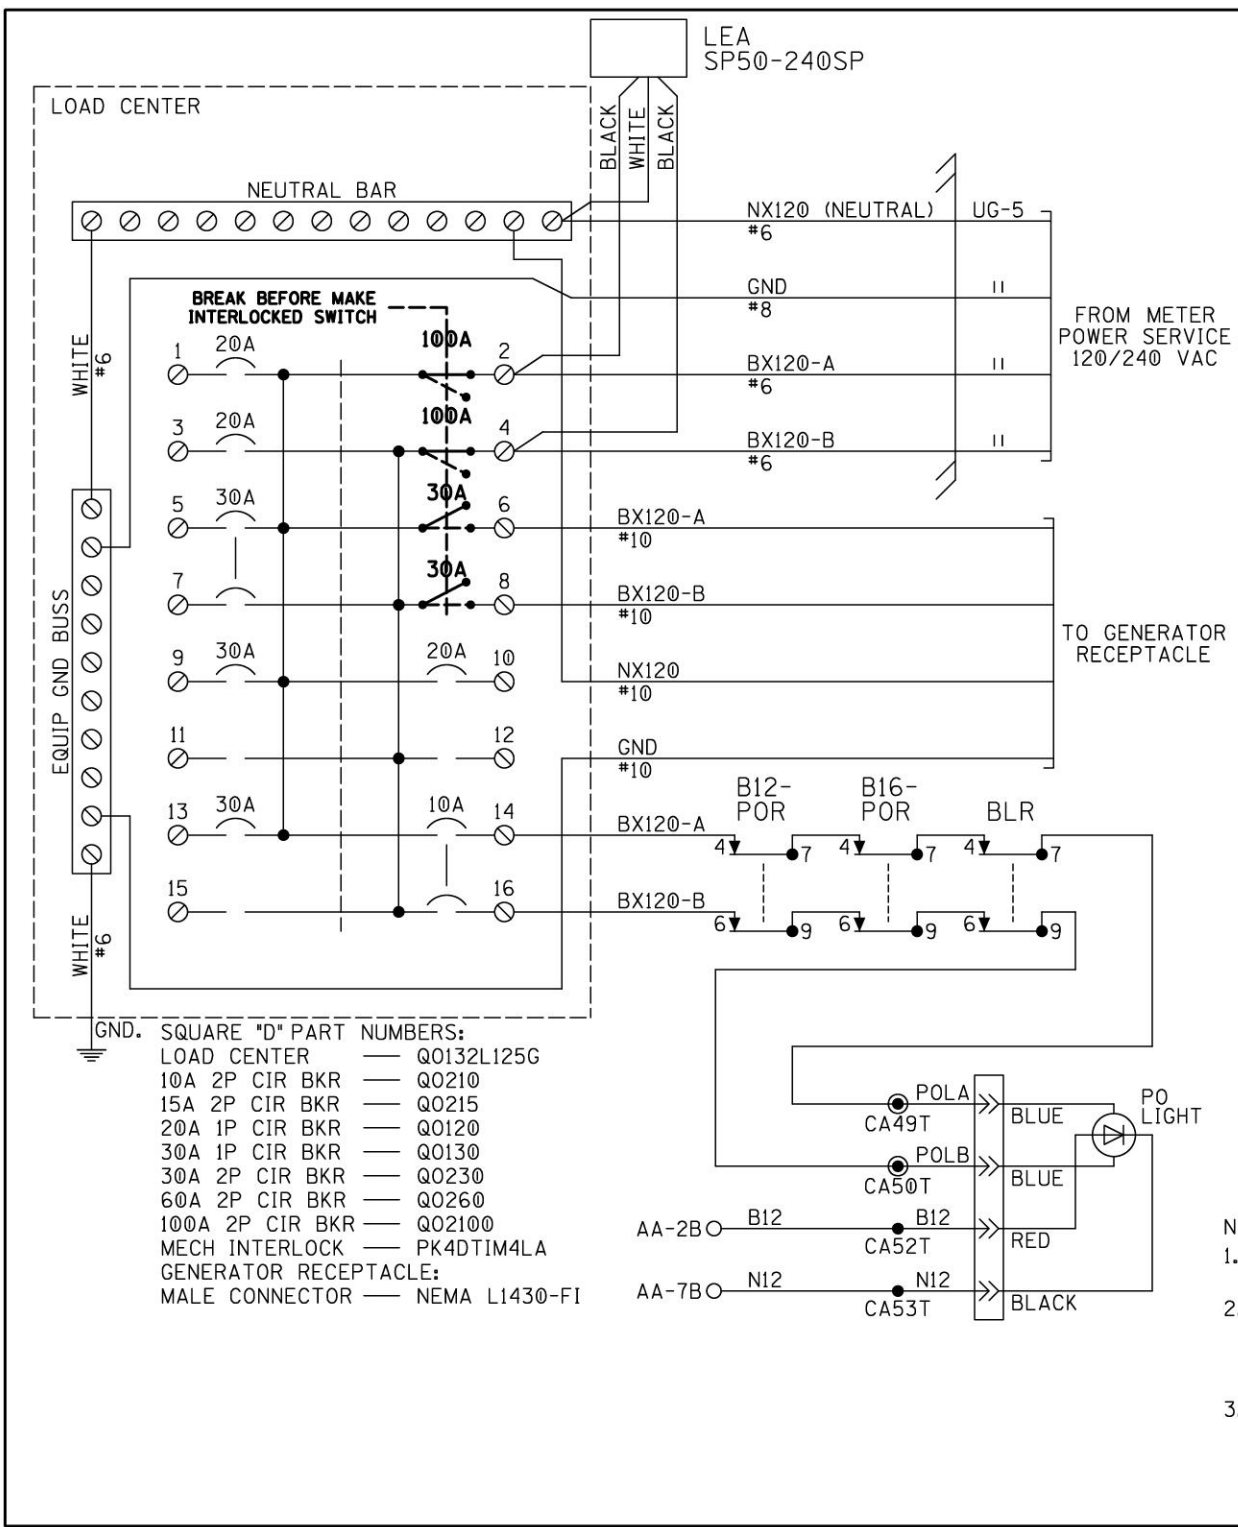 LEA
SP50-240SP
LOAD CENTER
BLACK
WHITE
BLACK
NEUTRAL BAR
NX120 (NEUTRAL)
#6
UG-5
GND
#8
"
BX120-A
#6
"
BX120-B
#6
"
FROM METER
POWER SERVICE
120/240 VAC
BREAK BEFORE MAKE
INTERLOCKED SWITCH
WHITE
#6
1
20A
100A
2
3
20A
100A
4
5
30A
30A
6
BX120-A
#10
7
30A
8
BX120-B
#10
9
30A
20A
10
NX120
#10
TO GENERATOR
RECEPTACLE
11
12
GND
#10
13
30A
10A
14
BX120-A
15
16
BX120-B
EQUIP GND BUSS
WHITE
#6
GND.
B12-
POR
B16-
POR
BLR
4
7
4
7
4
7
6
9
6
9
6
9
SQUARE "D" PART NUMBERS:
LOAD CENTER — QO132L125G
10A 2P CIR BKR — QO210
15A 2P CIR BKR — QO215
20A 1P CIR BKR — QO120
30A 1P CIR BKR — QO130
30A 2P CIR BKR — QO230
60A 2P CIR BKR — QO260
100A 2P CIR BKR — QO2100
MECH INTERLOCK — PK4DTIM4LA
GENERATOR RECEPTACLE:
MALE CONNECTOR — NEMA L1430-FI
POLA
CA49T
BLUE
PO
LIGHT
POLB
CA50T
BLUE
AA-2B
B12
B12
CA52T
RED
AA-7B
N12
N12
CA53T
BLACK
N
1.
2.
3.